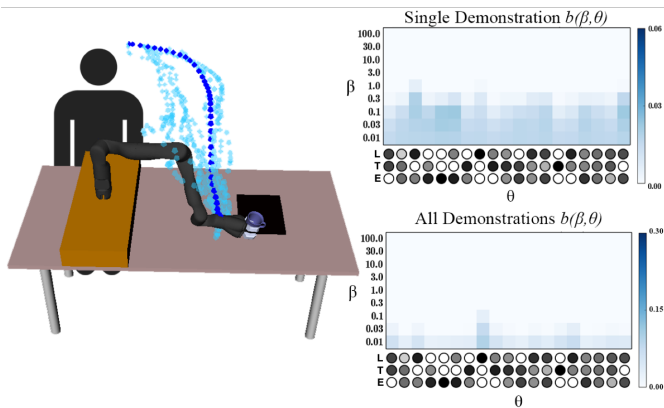 Single Demonstration b(β,θ)
β
100.0
30.0
10.0
3.0
1.0
0.3
0.1
0.03
0.01
L
T
E
θ
0.06
0.03
0.00
All Demonstrations b(β,θ)
β
100.0
30.0
10.0
3.0
1.0
0.3
0.1
0.03
0.01
L
T
E
θ
0.30
0.15
0.00